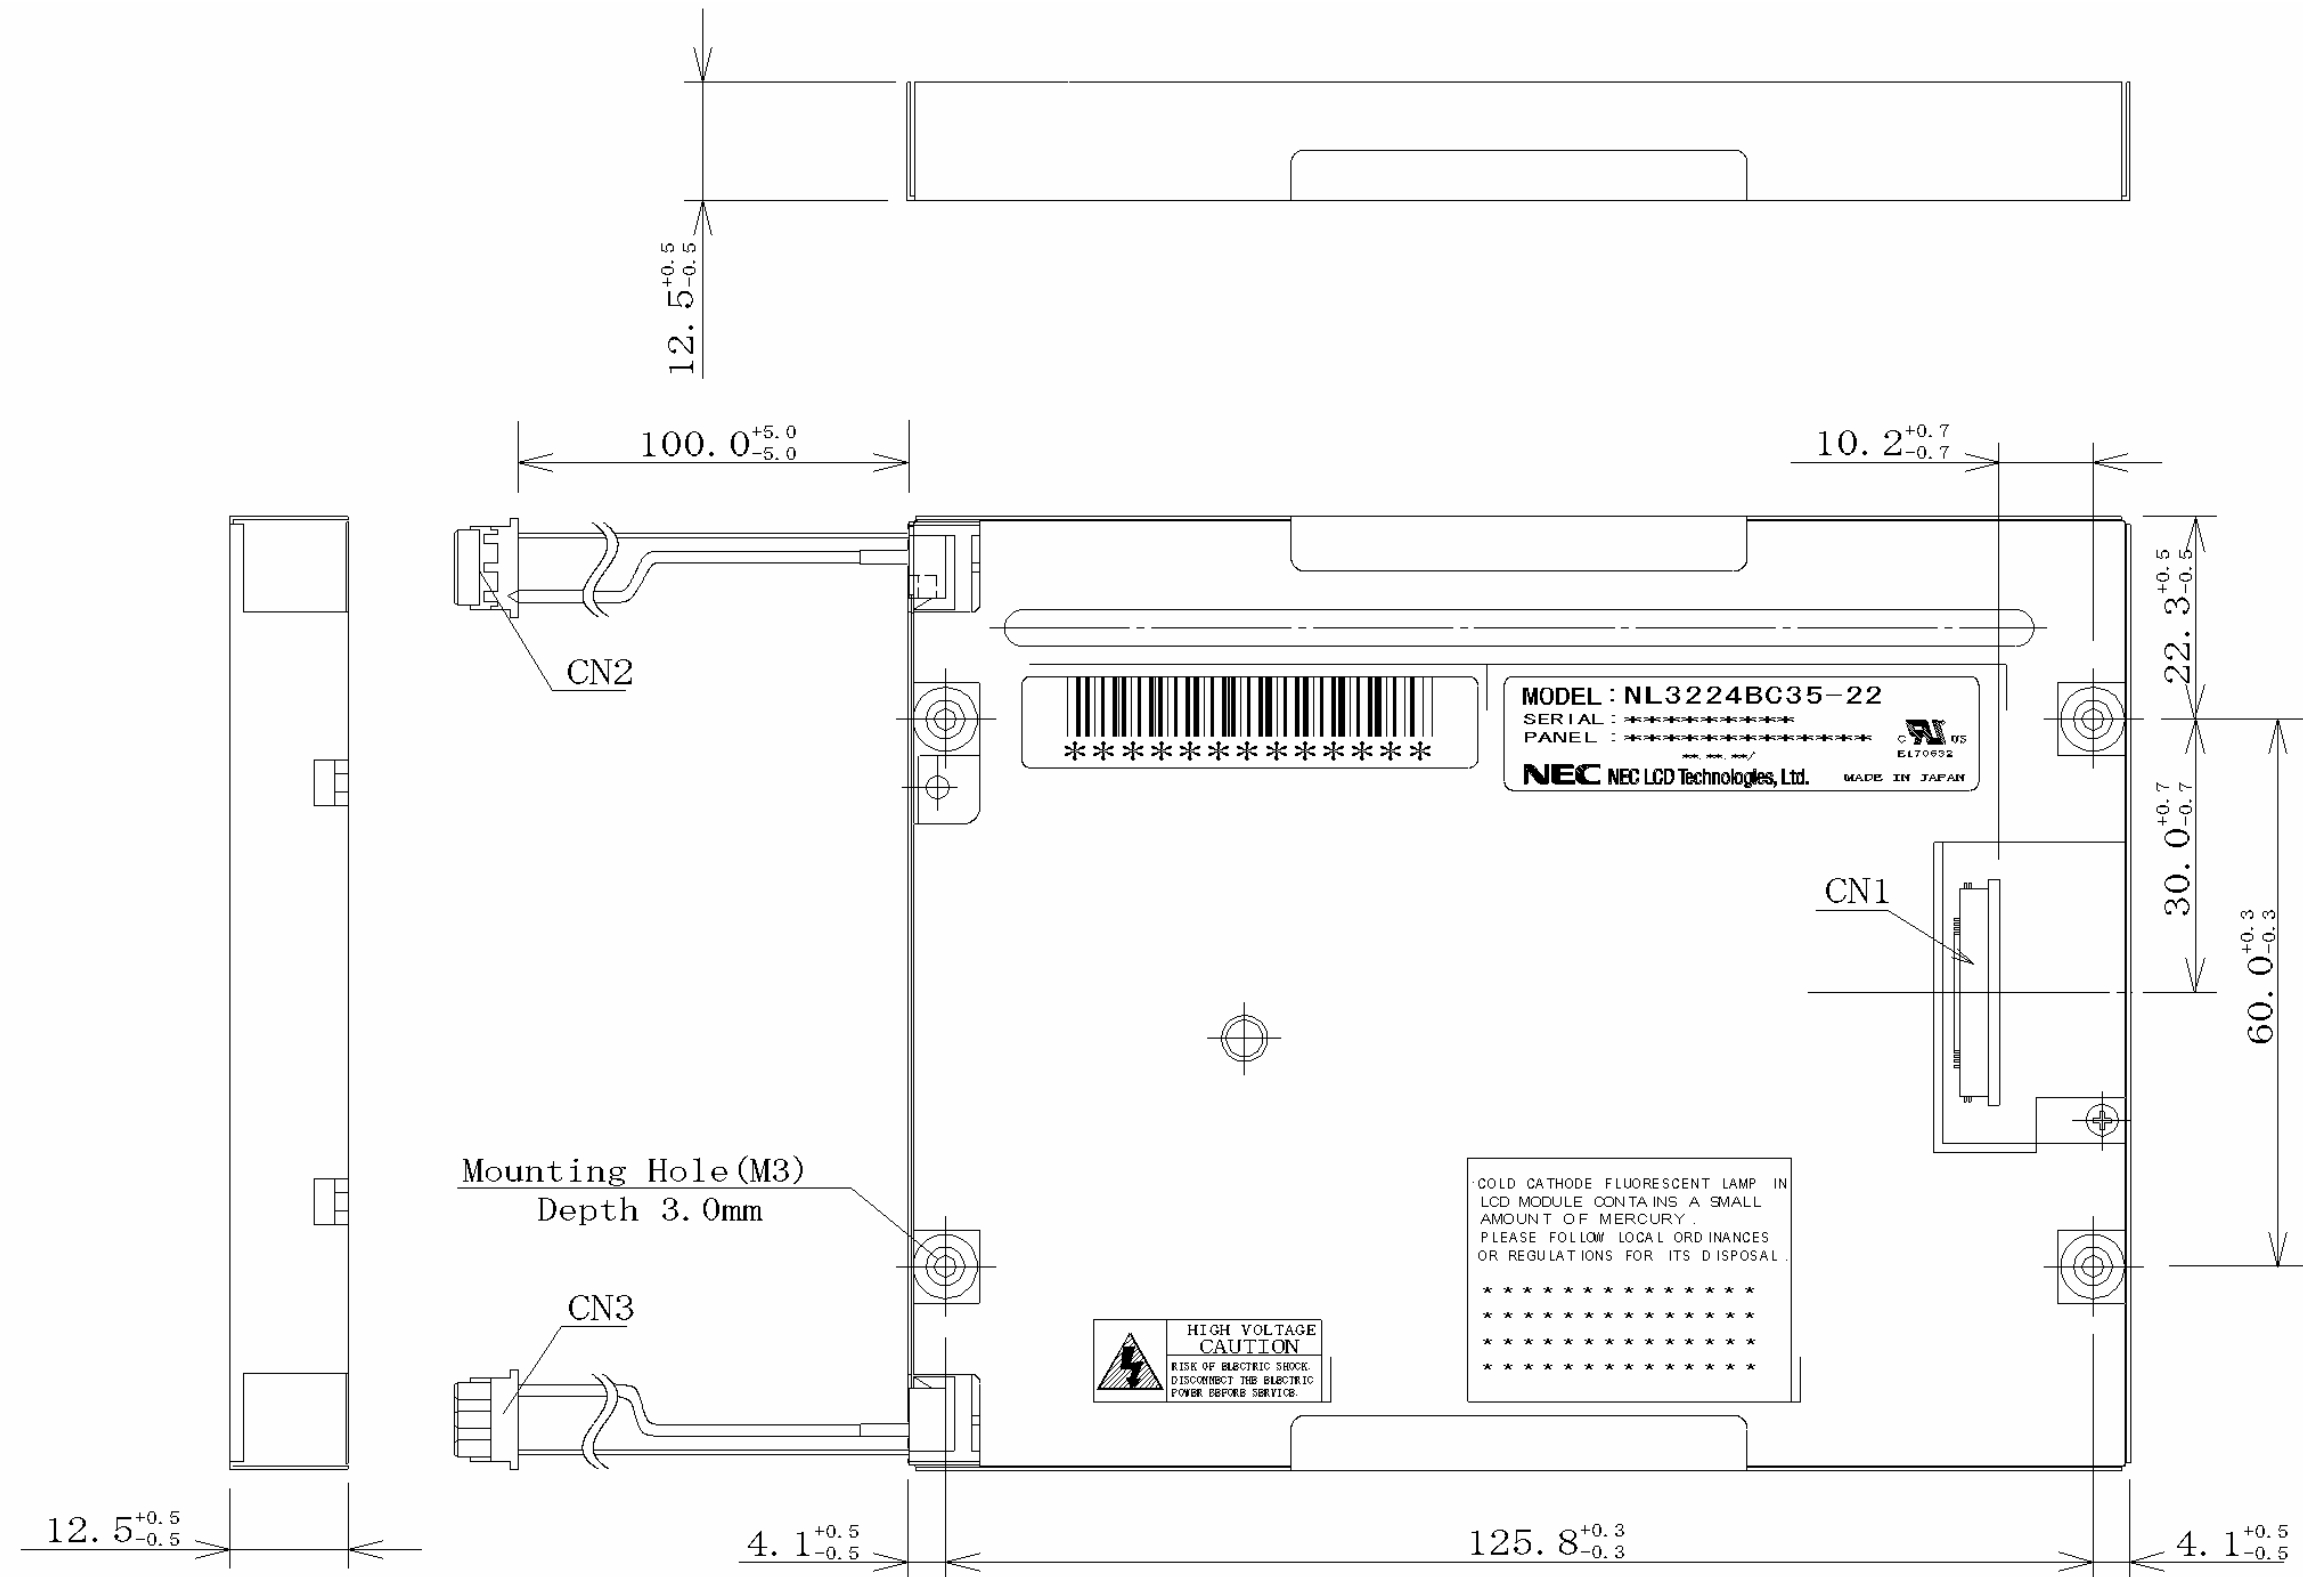 12.5+0.5
-0.5
100.0+5.0
-5.0
10.2+0.7
-0.7
22.3+0.5
-0.5
CN2
MODEL : NL3224BC35-22
SERIAL : ************
PANEL : *****************
**.**.**/
C US
E170632
NEC NEC LCD Technologies, Ltd. MADE IN JAPAN
*************
30.0+0.7
-0.7
CN1
60.0+0.3
-0.3
Mounting Hole(M3)
Depth 3.0mm
COLD CATHODE FLUORESCENT LAMP IN
LCD MODULE CONTAINS A SMALL
AMOUNT OF MERCURY.
PLEASE FOLLOW LOCAL ORDINANCES
OR REGULATIONS FOR ITS DISPOSAL.
**************
**************
**************
**************
CN3
HIGH VOLTAGE
CAUTION
RISK OF ELECTRIC SHOCK.
DISCONNECT THE ELECTRIC
POWER BEFORE SERVICE.
12.5+0.5
-0.5
4.1+0.5
-0.5
125.8+0.3
-0.3
4.1+0.5
-0.5